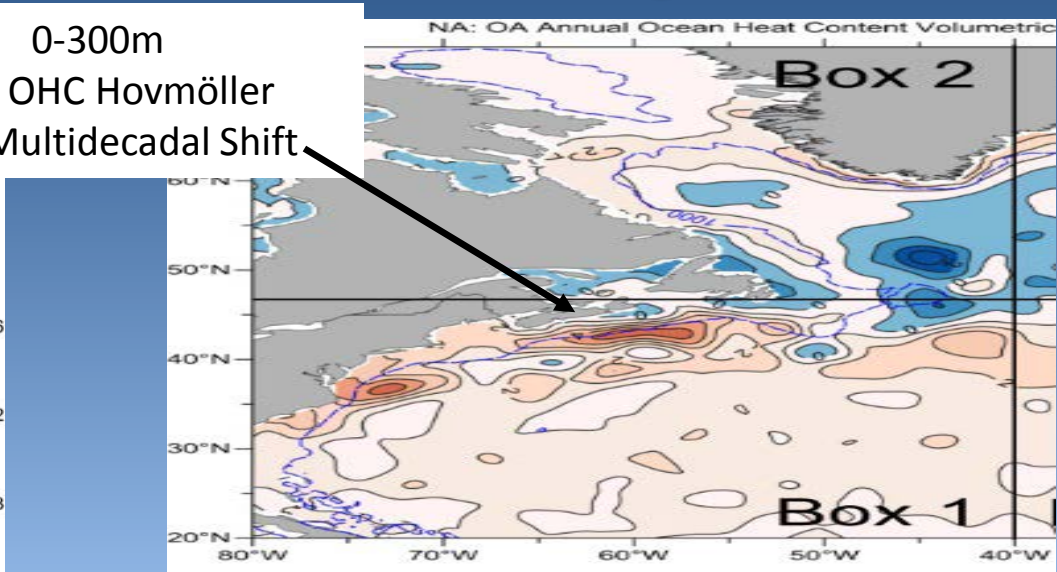 NA: OA Annual Ocean Heat Content Volumetric
0-300m
OHC Hovmöller
Multidecadal Shift
Box 2
60°N
1000
50°N
40°N
30°N
20°N
Box 1
80°W 70°W 60°W 50°W 40°W